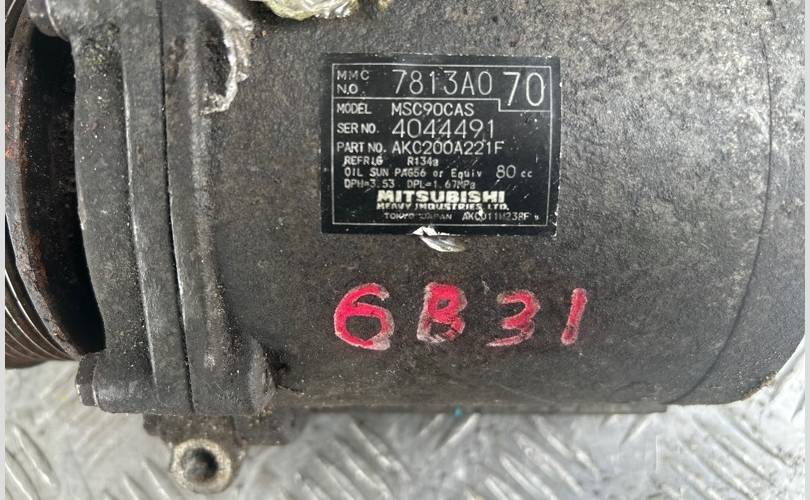 MMC NO. 7813A070
MODEL MSC90CAS
SER NO. 4044491
PART NO. AKC200A221F
REFRIG R134a
OIL SUN PAG56 or Equiv 80 cc
DPH=3.53 DPL=1.67MPa
MITSUBISHI
HEAVY INDUSTRIES, LTD.
TOKYO JAPAN AKC011H238F
6B31